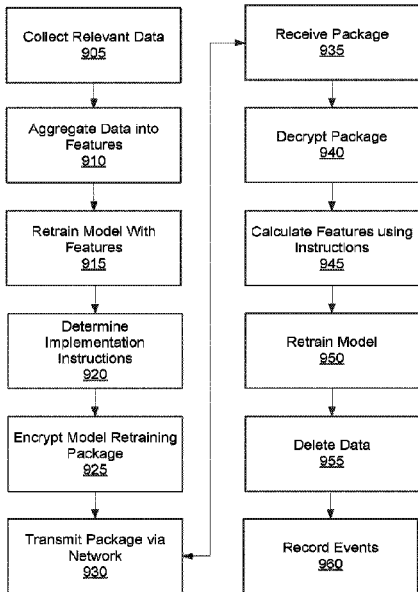 Collect Relevant Data
905
Aggregate Data into
Features
910
Retrain Model With
Features
915
Determine
Implementation
Instructions
920
Encrypt Model Retraining
Package
925
Transmit Package via
Network
930
Receive Package
935
Decrypt Package
940
Calculate Features using
Instructions
945
Retrain Model
950
Delete Data
955
Record Events
960